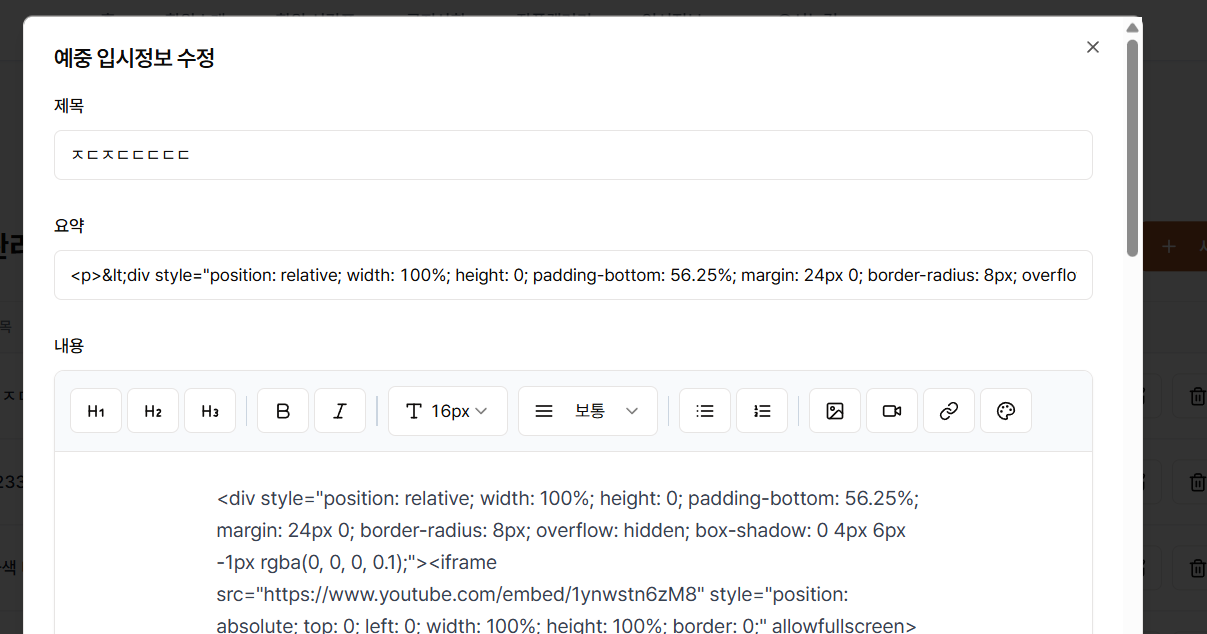 예중 입시정보 수정
제목
ㅈㄷㅈㄷㄷㄷㄷㄷ
요약
<p>&lt;div style="position: relative; width: 100%; height: 0; padding-bottom: 56.25%; margin: 24px 0; border-radius: 8px; overflo
내용
H1 H2 H3 B I T 16px 보통
<div style="position: relative; width: 100%; height: 0; padding-bottom: 56.25%;
margin: 24px 0; border-radius: 8px; overflow: hidden; box-shadow: 0 4px 6px
-1px rgba(0, 0, 0, 0.1);"><iframe
src="https://www.youtube.com/embed/1ynwstn6zM8" style="position:
absolute; top: 0; left: 0; width: 100%; height: 100%; border: 0;" allowfullscreen>